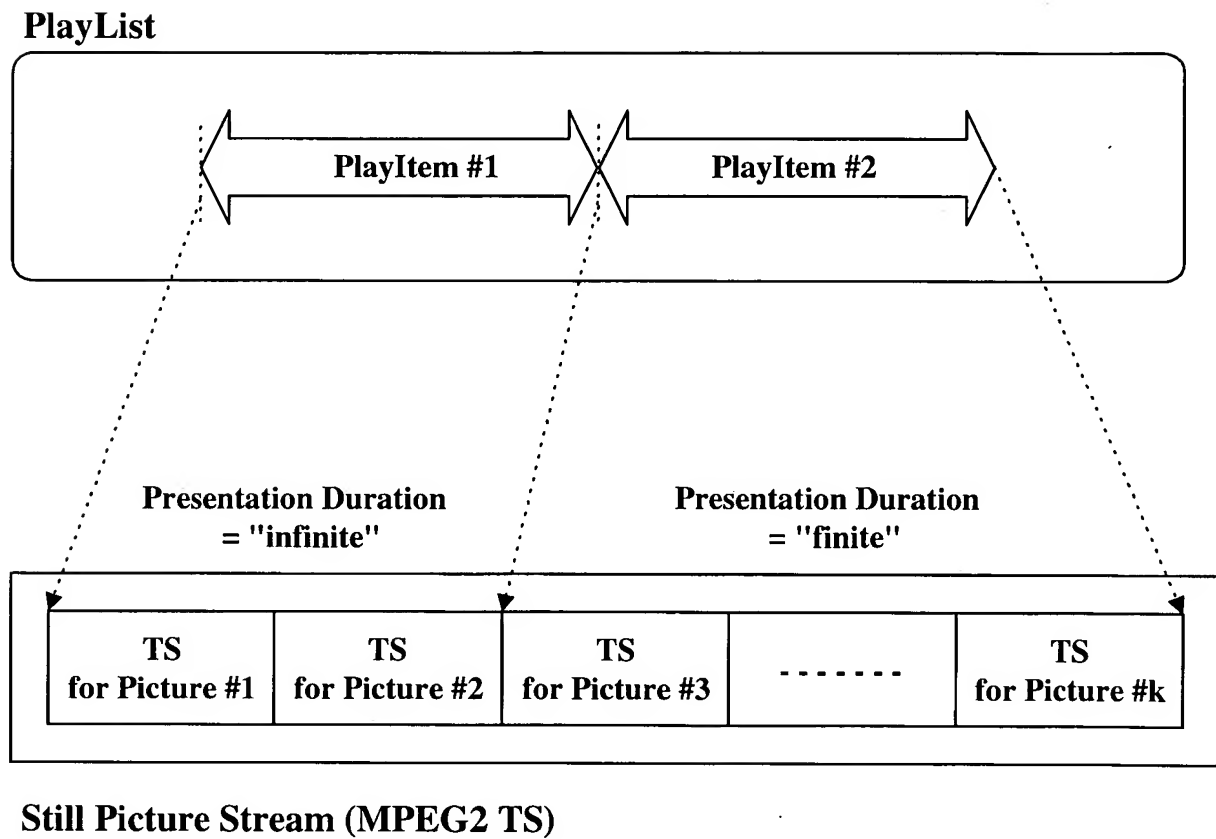 PlayList
PlayItem #1
PlayItem #2
Presentation Duration
= "infinite"
Presentation Duration
= "finite"
TS
for Picture #1
TS
for Picture #2
TS
for Picture #3
- - - - - - -
TS
for Picture #k
Still Picture Stream (MPEG2 TS)